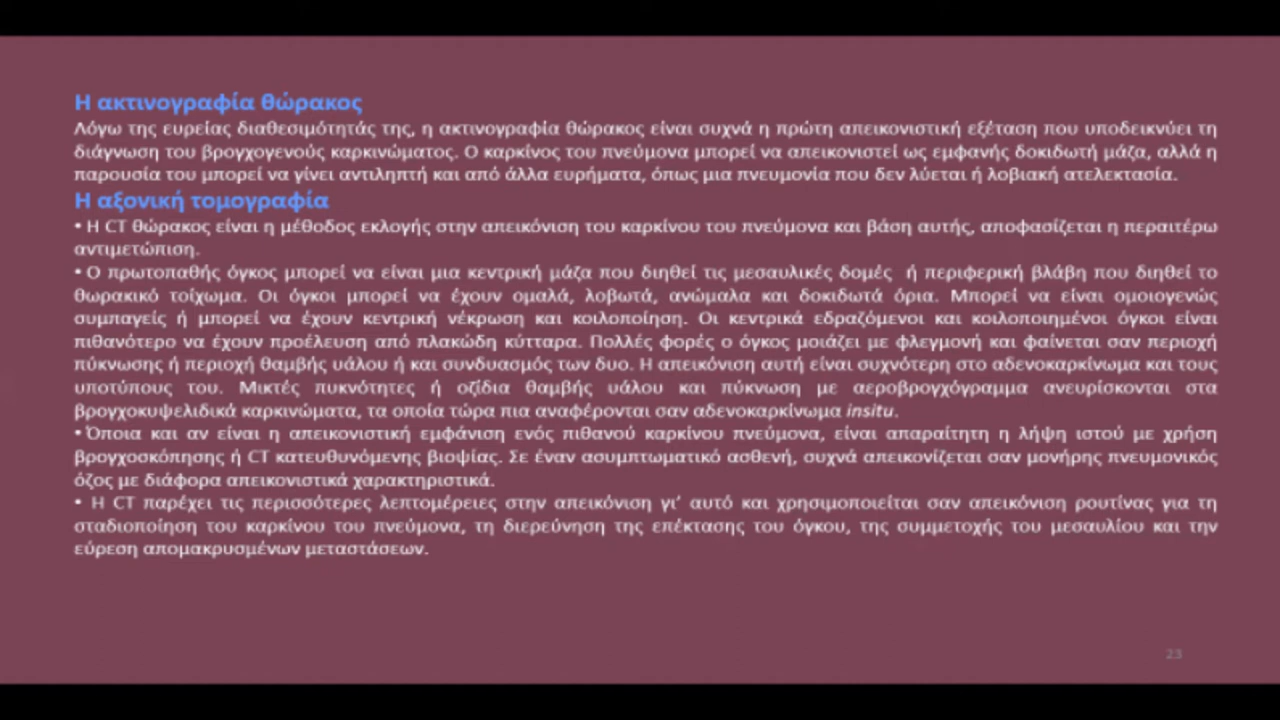 Η ακτινογραφία θώρακος
Λόγω της ευρείας διαθεσιμότητάς της, η ακτινογραφία θώρακος είναι συχνά η πρώτη απεικονιστική εξέταση που υποδεικνύει τη
διάγνωση του βρογχογενούς καρκινώματος. Ο καρκίνος του πνεύμονα μπορεί να απεικονιστεί ως εμφανής δοκιδωτή μάζα, αλλά η
παρουσία του μπορεί να γίνει αντιληπτή και από άλλα ευρήματα, όπως μια πνευμονία που δεν λύεται ή λοβιακή ατελεκτασία.
Η αξονική τομογραφία
• Η CT θώρακος είναι η μέθοδος εκλογής στην απεικόνιση του καρκίνου του πνεύμονα και βάση αυτής, αποφασίζεται η περαιτέρω
αντιμετώπιση.
• Ο πρωτοπαθής όγκος μπορεί να είναι μια κεντρική μάζα που διηθεί τις μεσαυλικές δομές ή περιφερική βλάβη που διηθεί το
θωρακικό τοίχωμα. Οι όγκοι μπορεί να έχουν ομαλά, λοβωτά, ανώμαλα και δοκιδωτά όρια. Μπορεί να είναι ομοιογενώς
συμπαγείς ή μπορεί να έχουν κεντρική νέκρωση και κοιλοποίηση. Οι κεντρικά εδραζόμενοι και κοιλοποιημένοι όγκοι είναι
πιθανότερο να έχουν προέλευση από πλακώδη κύτταρα. Πολλές φορές ο όγκος μοιάζει με φλεγμονή και φαίνεται σαν περιοχή
πύκνωσης ή περιοχή θαμβής υάλου ή και συνδυασμός των δυο. Η απεικόνιση αυτή είναι συχνότερη στο αδενοκαρκίνωμα και τους
υποτύπους του. Μικτές πυκνότητες ή οζίδια θαμβής υάλου και πύκνωση με αεροβρογχόγραμμα ανευρίσκονται στα
βρογχοκυψελιδικά καρκινώματα, τα οποία τώρα πια αναφέρονται σαν αδενοκαρκίνωμα insitu.
• Όποια και αν είναι η απεικονιστική εμφάνιση ενός πιθανού καρκίνου πνεύμονα, είναι απαραίτητη η λήψη ιστού με χρήση
βρογχοσκόπησης ή CT κατευθυνόμενης βιοψίας. Σε έναν ασυμπτωματικό ασθενή, συχνά απεικονίζεται σαν μονήρης πνευμονικός
όζος με διάφορα απεικονιστικά χαρακτηριστικά.
• Η CT παρέχει τις περισσότερες λεπτομέρειες στην απεικόνιση γι’ αυτό και χρησιμοποιείται σαν απεικόνιση ρουτίνας για τη
σταδιοποίηση του καρκίνου του πνεύμονα, τη διερεύνηση της επέκτασης του όγκου, της συμμετοχής του μεσαυλίου και την
εύρεση απομακρυσμένων μεταστάσεων.
23